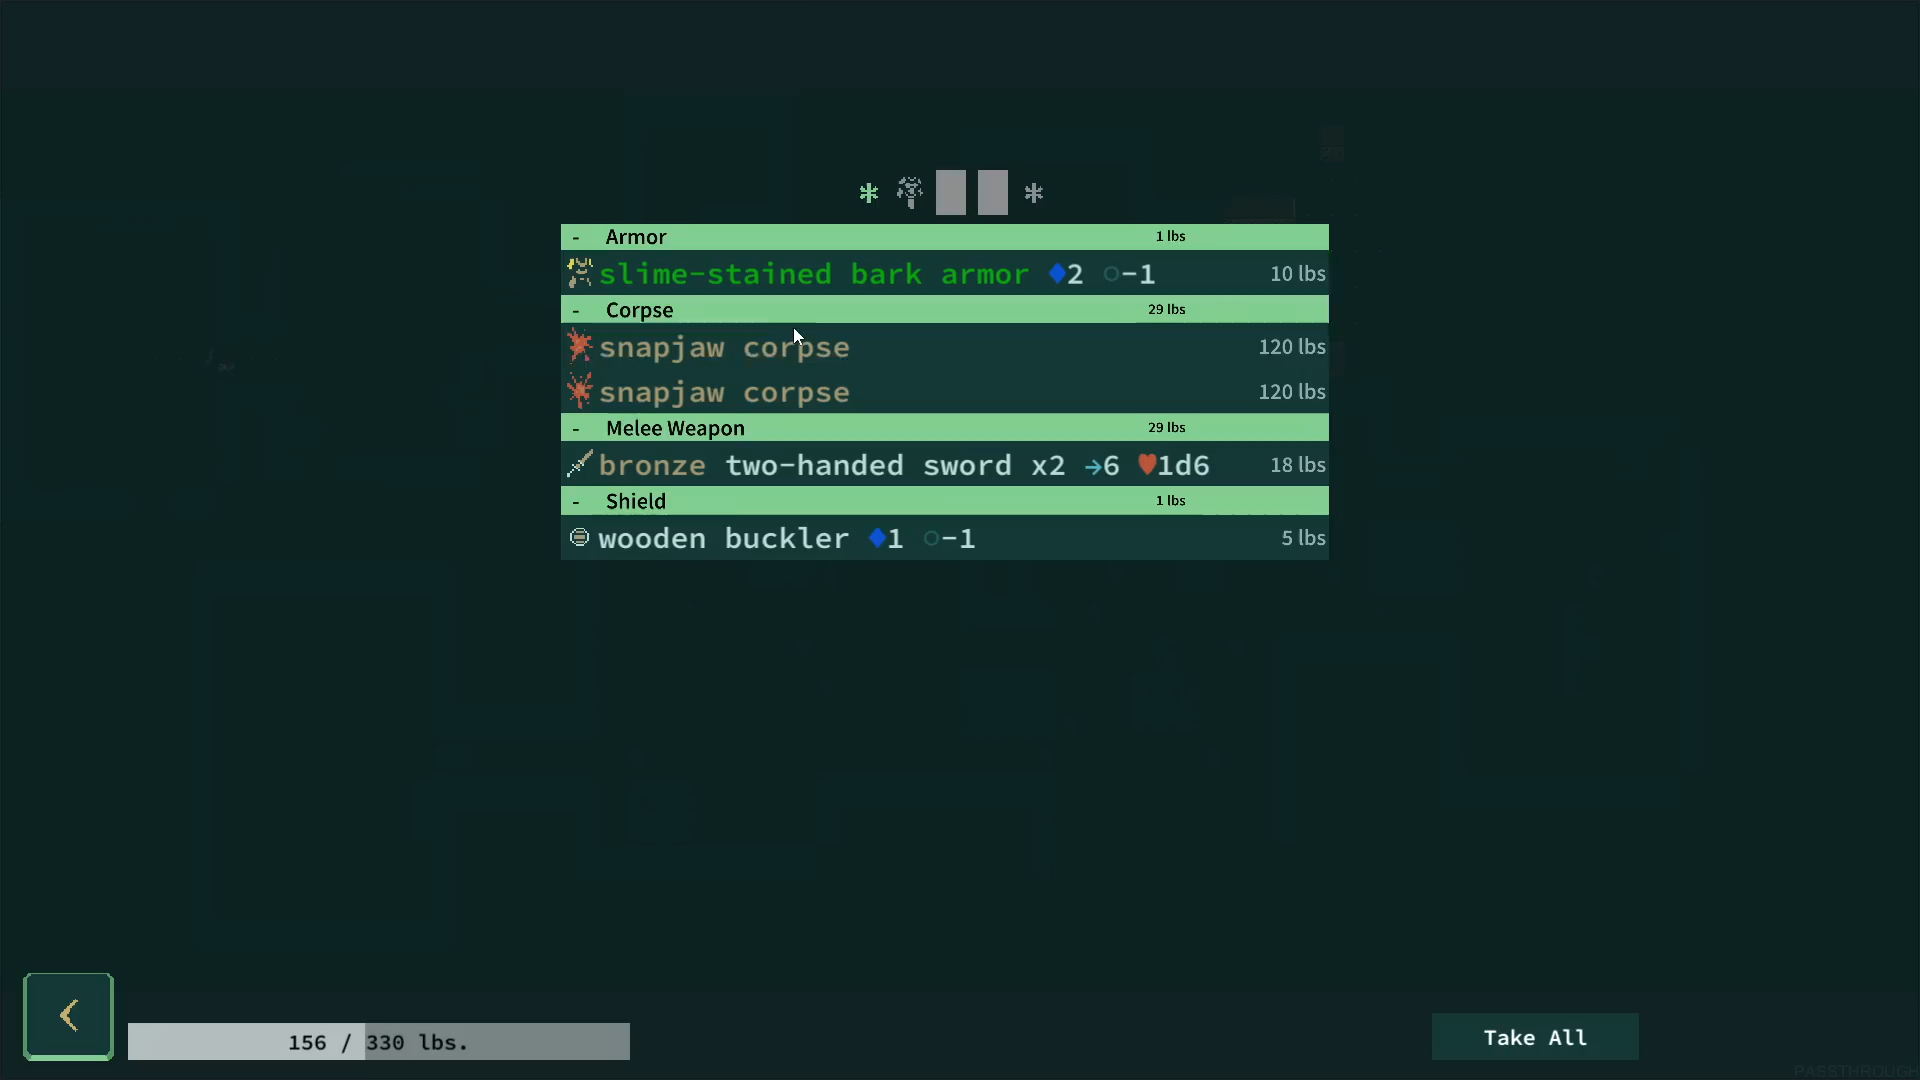 - Armor 1 lbs
slime-stained bark armor ♦2 ○-1 10 lbs
- Corpse 29 lbs
snapjaw corpse 120 lbs
snapjaw corpse 120 lbs
- Melee Weapon 29 lbs
bronze two-handed sword x2 →6 ♥1d6 18 lbs
- Shield 1 lbs
wooden buckler ♦1 ○-1 5 lbs
156 / 330 lbs.
Take All
PASSTHROUGH